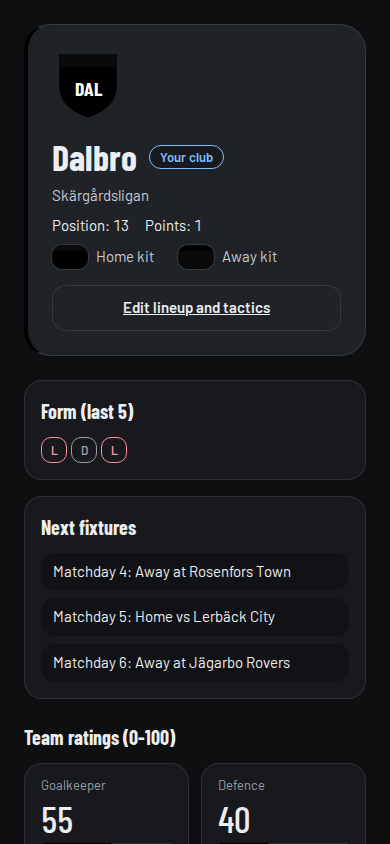 DAL
Dalbro Your club
Skärgårdsligan
Position: 13 Points: 1
Home kit Away kit
Edit lineup and tactics
Form (last 5)
L D L
Next fixtures
Matchday 4: Away at Rosenfors Town
Matchday 5: Home vs Lerbäck City
Matchday 6: Away at Jägarbo Rovers
Team ratings (0-100)
Goalkeeper Defence
55 40